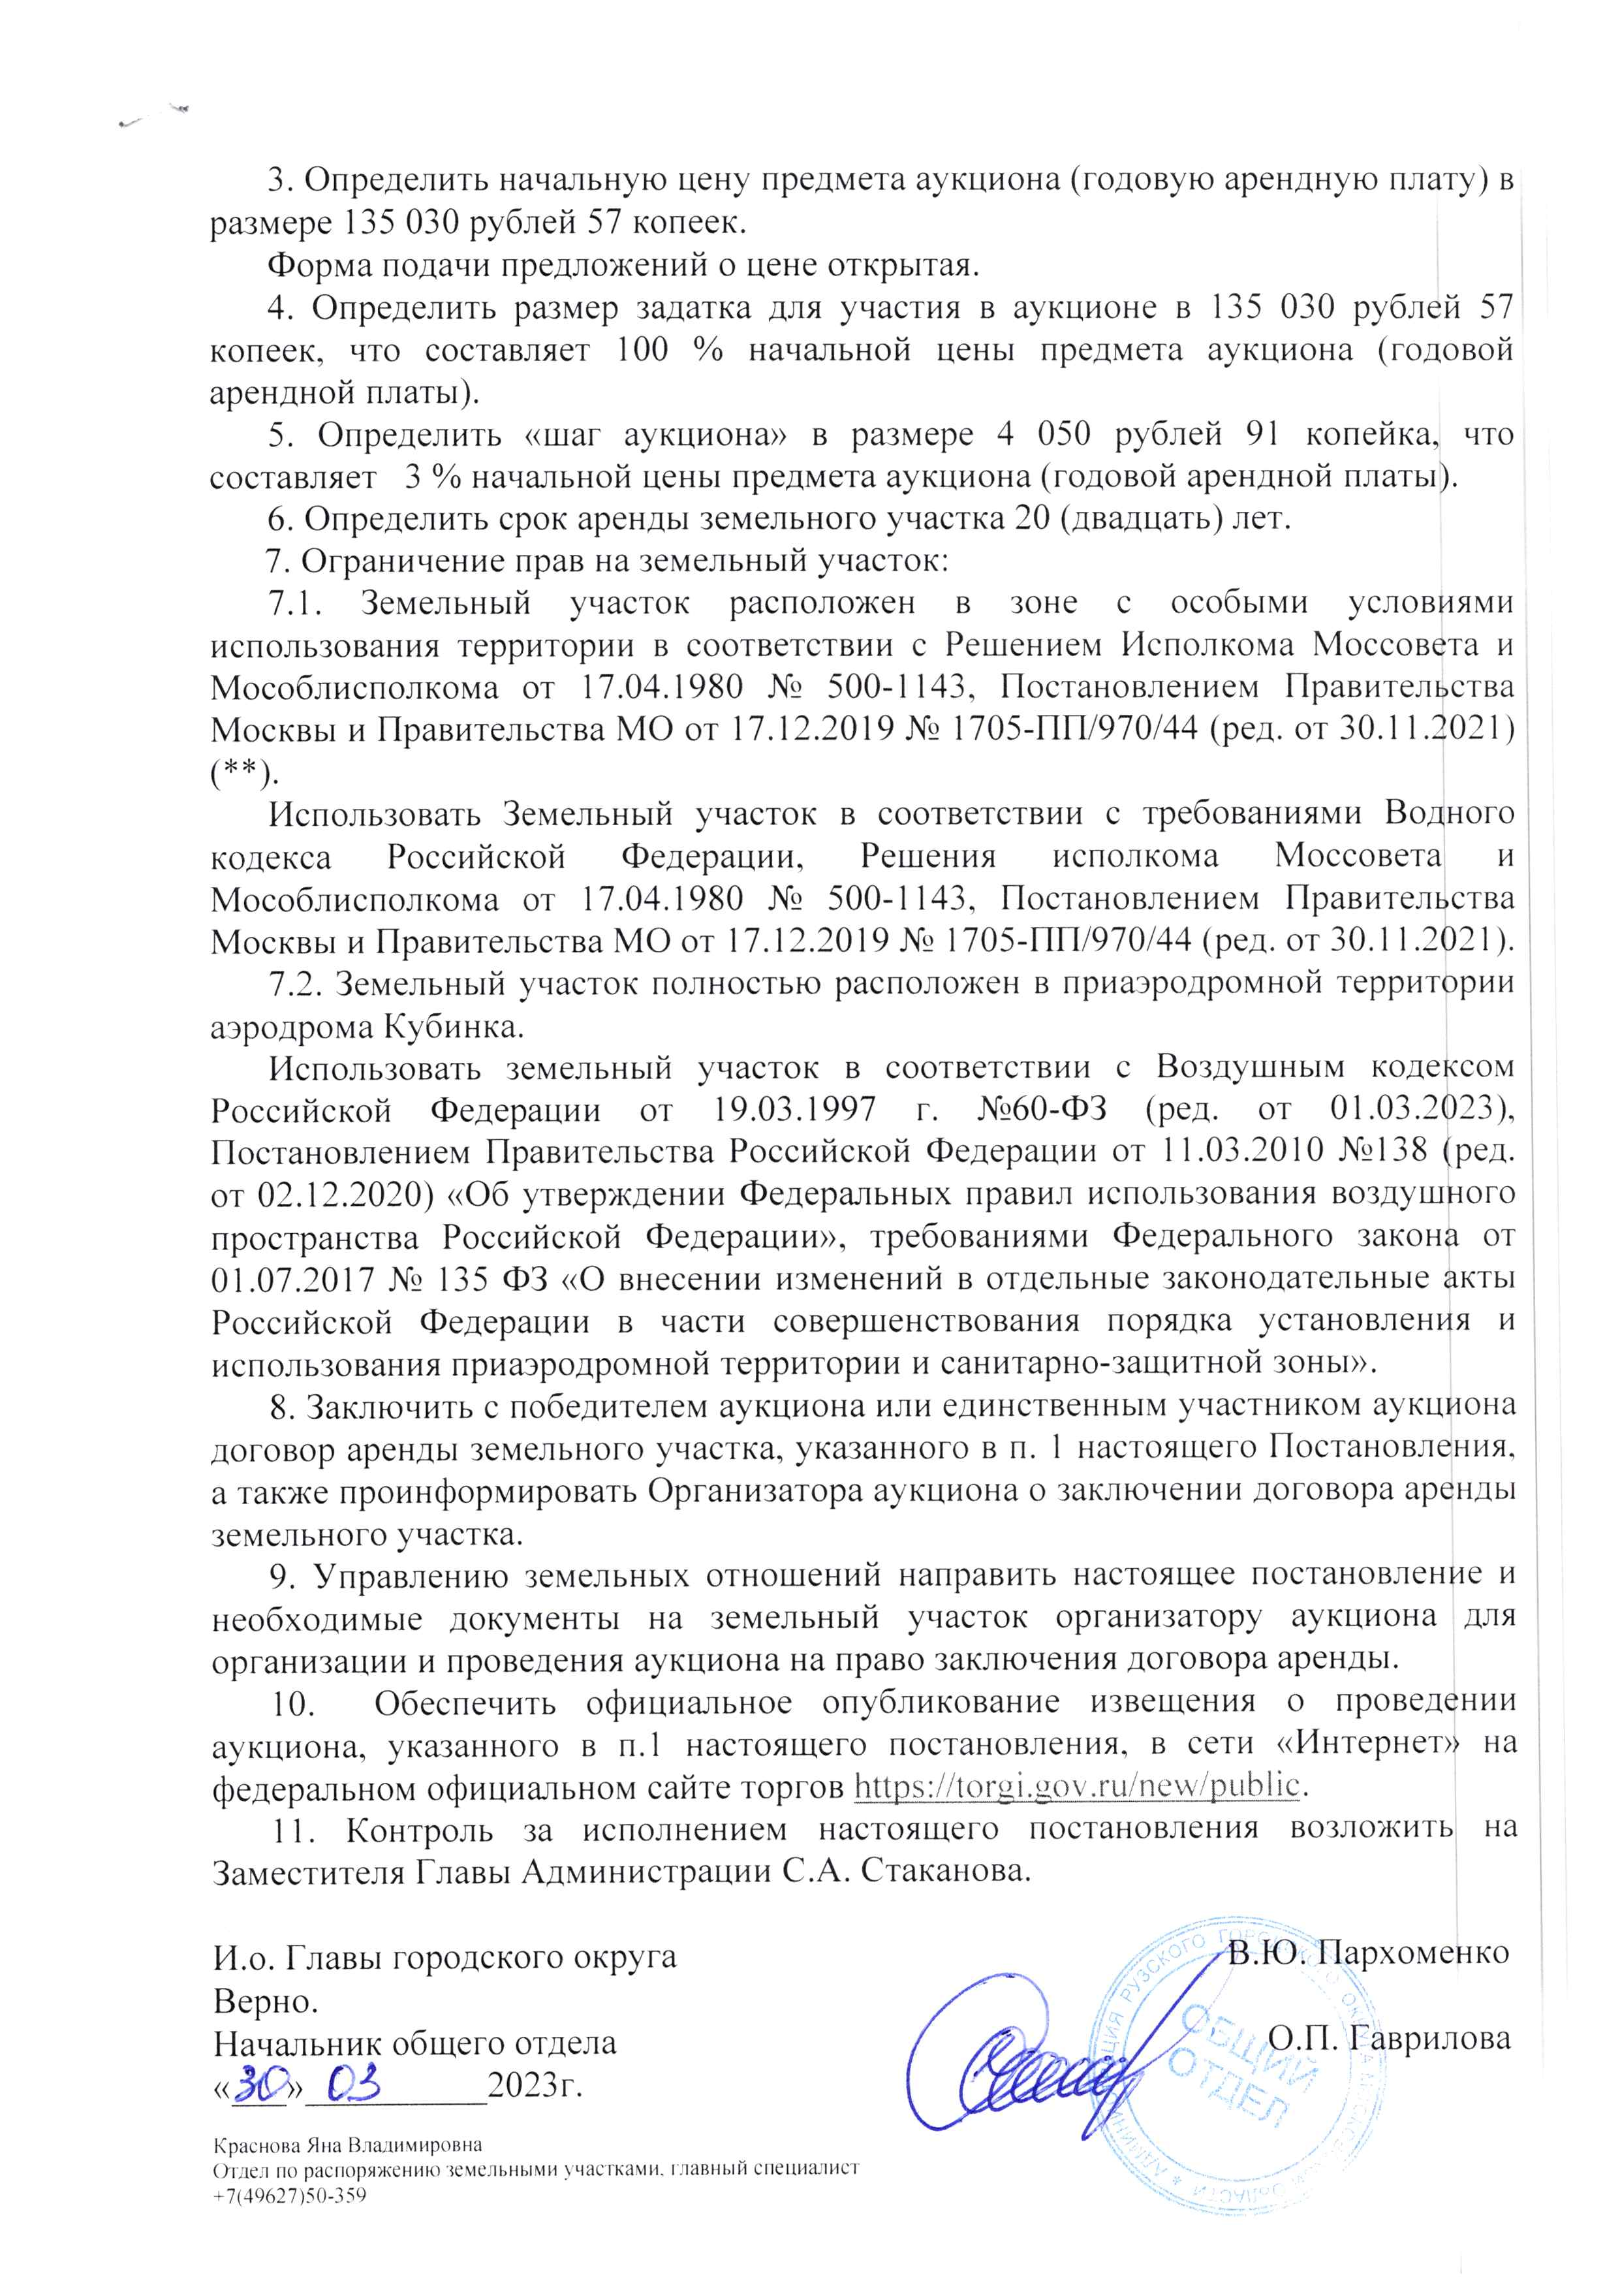 3. Определить начальную цену предмета аукциона (годовую арендную плату) в
размере 135 030 рублей 57 копеек.
Форма подачи предложений о цене открытая.
4. Определить размер задатка для участия в аукционе в 135 030 рублей 57
копеек, что составляет 100 % начальной цены предмета аукциона (годовой
арендной платы).
5. Определить «шаг аукциона» в размере 4 050 рублей 91 копейка, что
составляет 3 % начальной цены предмета аукциона (годовой арендной платы).
6. Определить срок аренды земельного участка 20 (двадцать) лет.
7. Ограничение прав на земельный участок:
7.1. Земельный участок расположен в зоне с особыми условиями
использования территории в соответствии с Решением Исполкома Моссовета и
Мособлисполкома от 17.04.1980 № 500-1143, Постановлением Правительства
Москвы и Правительства МО от 17.12.2019 № 1705-ПП/970/44 (ред. от 30.11.2021)
(**).
Использовать Земельный участок в соответствии с требованиями Водного
кодекса Российской Федерации, Решения исполкома Моссовета и
Мособлисполкома от 17.04.1980 № 500-1143, Постановлением Правительства
Москвы и Правительства МО от 17.12.2019 № 1705-ПП/970/44 (ред. от 30.11.2021).
7.2. Земельный участок полностью расположен в приаэродромной территории
аэродрома Кубинка.
Использовать земельный участок в соответствии с Воздушным кодексом
Российской Федерации от 19.03.1997 г. №60-ФЗ (ред. от 01.03.2023),
Постановлением Правительства Российской Федерации от 11.03.2010 №138 (ред.
от 02.12.2020) «Об утверждении Федеральных правил использования воздушного
пространства Российской Федерации», требованиями Федерального закона от
01.07.2017 № 135 ФЗ «О внесении изменений в отдельные законодательные акты
Российской Федерации в части совершенствования порядка установления и
использования приаэродромной территории и санитарно-защитной зоны».
8. Заключить с победителем аукциона или единственным участником аукциона
договор аренды земельного участка, указанного в п. 1 настоящего Постановления,
а также проинформировать Организатора аукциона о заключении договора аренды
земельного участка.
9. Управлению земельных отношений направить настоящее постановление и
необходимые документы на земельный участок организатору аукциона для
организации и проведения аукциона на право заключения договора аренды.
10. Обеспечить официальное опубликование извещения о проведении
аукциона, указанного в п.1 настоящего постановления, в сети «Интернет» на
федеральном официальном сайте торгов https://torgi.gov.ru/new/public.
11. Контроль за исполнением настоящего постановления возложить на
Заместителя Главы Администрации С.А. Стаканова.
И.о. Главы городского округа В.Ю. Пархоменко
Верно.
Начальник общего отдела О.П. Гаврилова
«30» 03 2023г.
ОБЩИЙ
ОТДЕЛ
Краснова Яна Владимировна
Отдел по распоряжению земельными участками, главный специалист
+7(49627)50-359